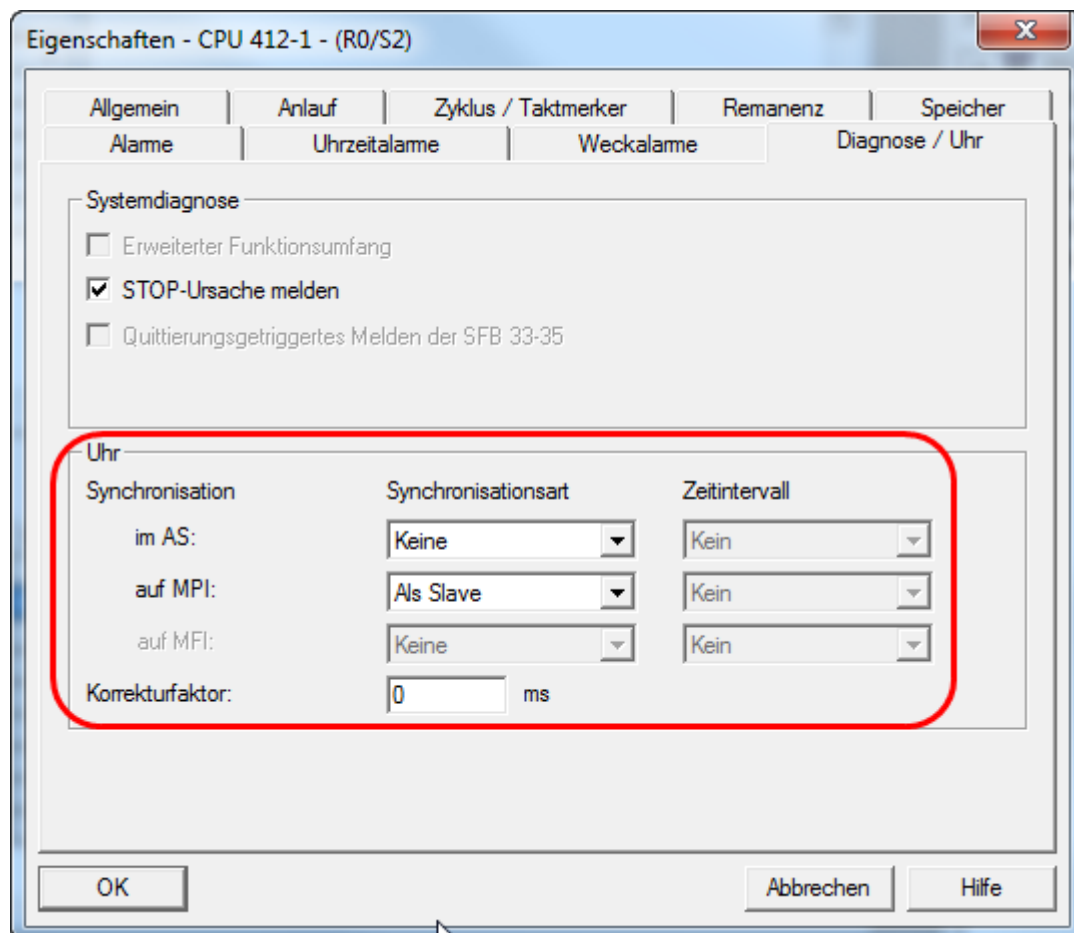 Eigenschaften - CPU 412-1 - (R0/S2)
x
Allgemein Anlauf Zyklus / Taktmerker Remanenz Speicher
Alarme Uhrzeitalarme Weckalarme Diagnose / Uhr
Systemdiagnose
Erweiterter Funktionsumfang
STOP-Ursache melden
Quittierungsgetriggertes Melden der SFB 33-35
Uhr
Synchronisation Synchronisationsart Zeitintervall
im AS: Keine Kein
auf MPI: Als Slave Kein
auf MFI: Keine Kein
Korrekturfaktor: 0 ms
OK Abbrechen Hilfe